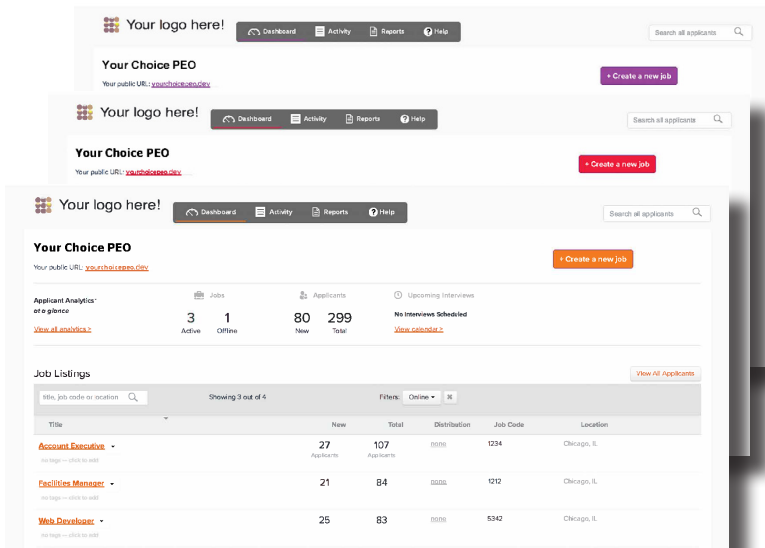 Your logo here!
Dashboard Activity Reports Help
Search all applicants
Your Choice PEO
+ Create a new job
Your public URL: yourchoicepeo.dev
Your logo here!
Dashboard Activity Reports Help
Search all applicants
Your Choice PEO
+ Create a new job
Your public URL: yourchoicepeo.dev
Your logo here!
Dashboard Activity Reports Help
Search all applicants
Your Choice PEO
+ Create a new job
Your public URL: yourchoicepeo.dev
Applicant Analytics
at a glance
View all analytics >
Jobs
3 1
Active Offline
Applicants
80 299
New Total
Upcoming Interviews
No Interviews Scheduled
View calendar >
Job Listings
View All Applicants
title, job code or location
Showing 3 out of 4
Filters: Online
Title New Total Distribution Job Code Location
Account Executive 27 107 none 1234 Chicago, IL
Applicants Applicants
no tags — click to add
Facilities Manager 21 84 none 1212 Chicago, IL
no tags — click to add
Web Developer 25 83 none 5342 Chicago, IL
no tags — click to add